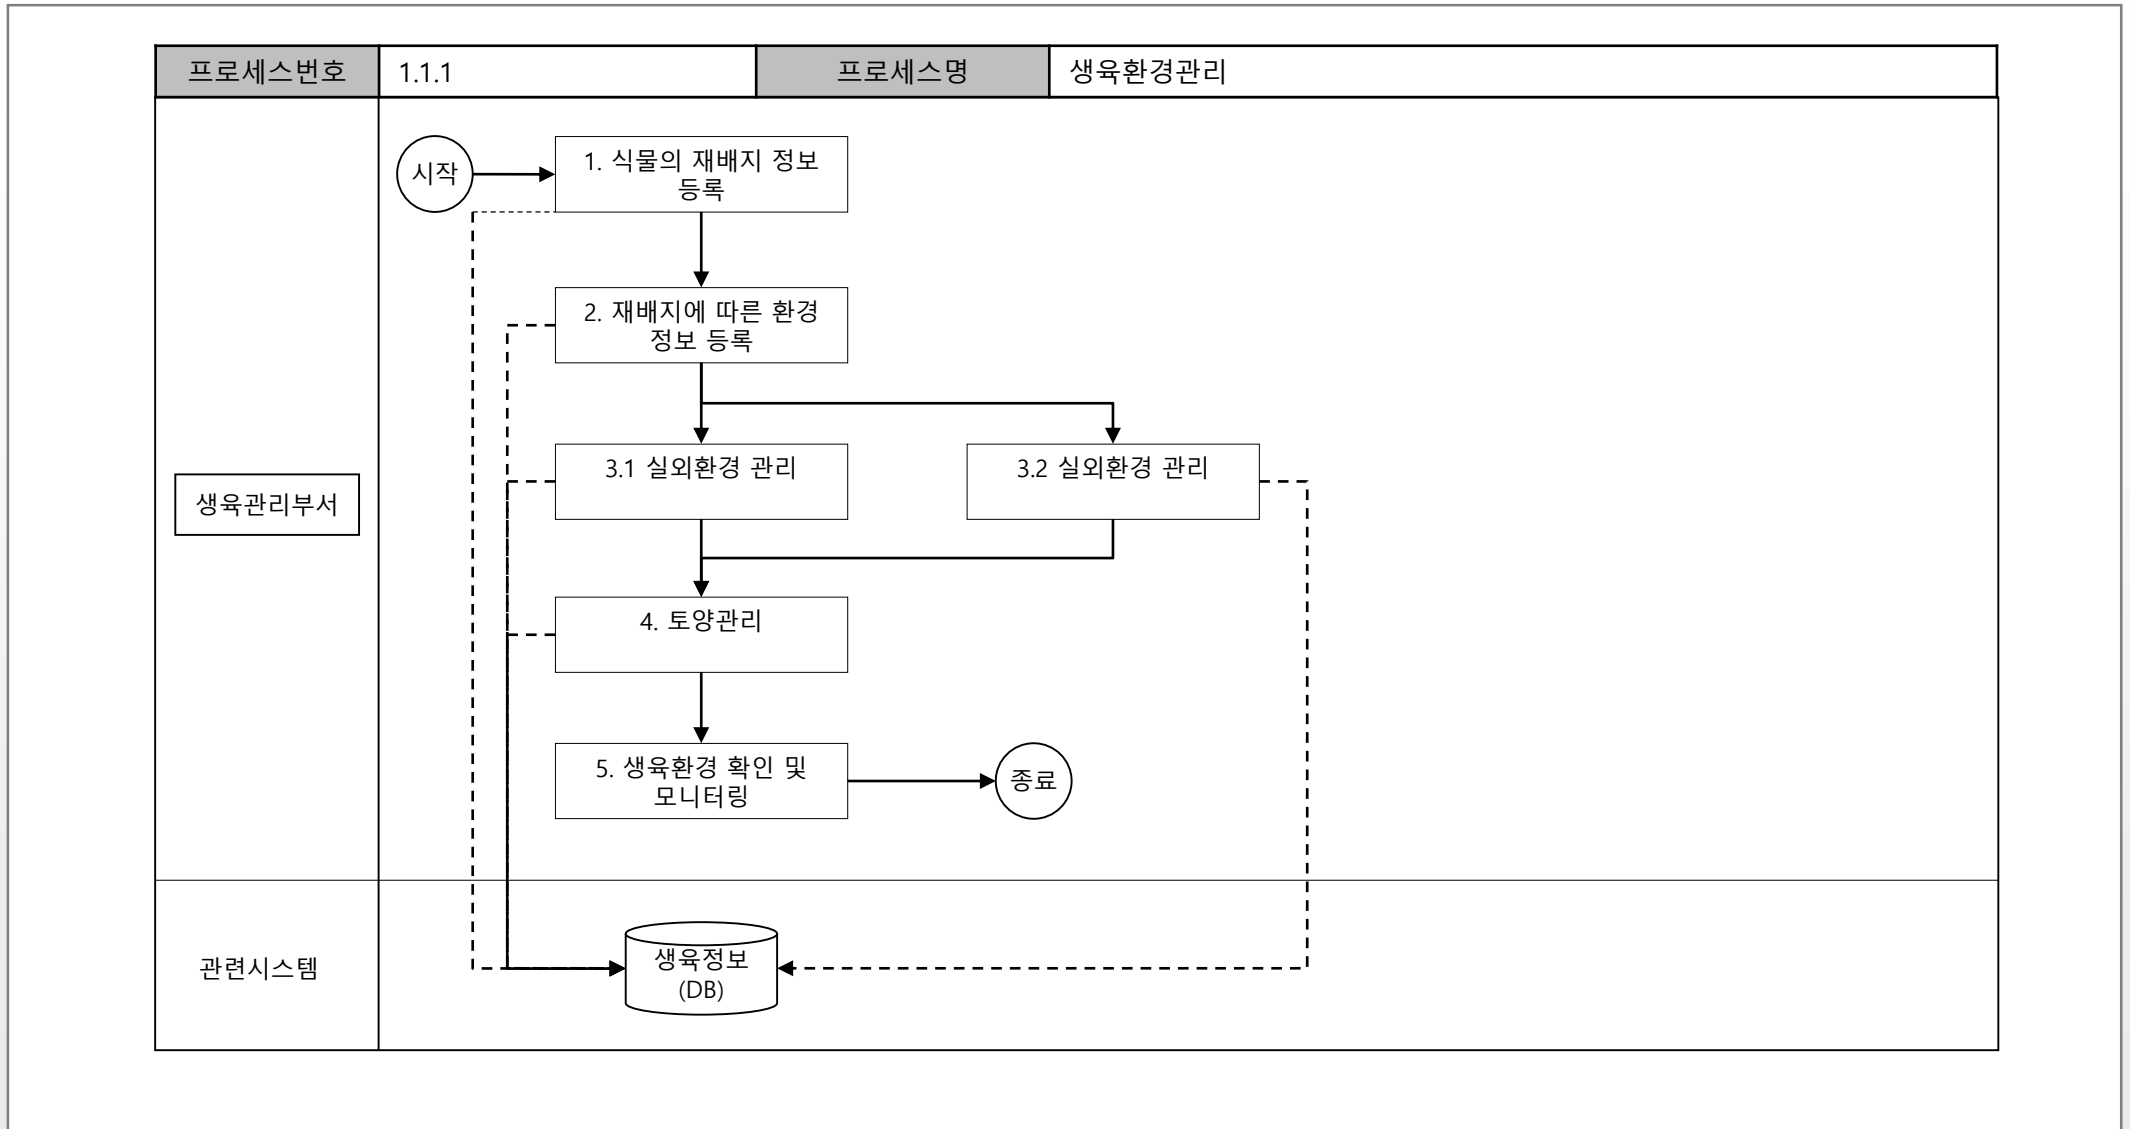 프로세스번호
1.1.1
프로세스명
생육환경관리
시작
1. 식물의 재배지 정보
등록
2. 재배지에 따른 환경
정보 등록
3.1 실외환경 관리
3.2 실외환경 관리
생육관리부서
4. 토양관리
5. 생육환경 확인 및
모니터링
종료
관련시스템
생육정보
(DB)